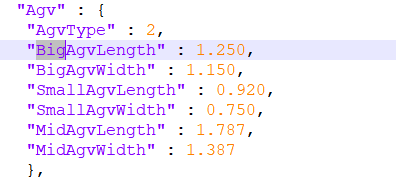 "Agv" : {
"AgvType" : 2,
"BigAgvLength" : 1.250,
"BigAgvWidth" : 1.150,
"SmallAgvLength" : 0.920,
"SmallAgvWidth" : 0.750,
"MidAgvLength" : 1.787,
"MidAgvWidth" : 1.387
},